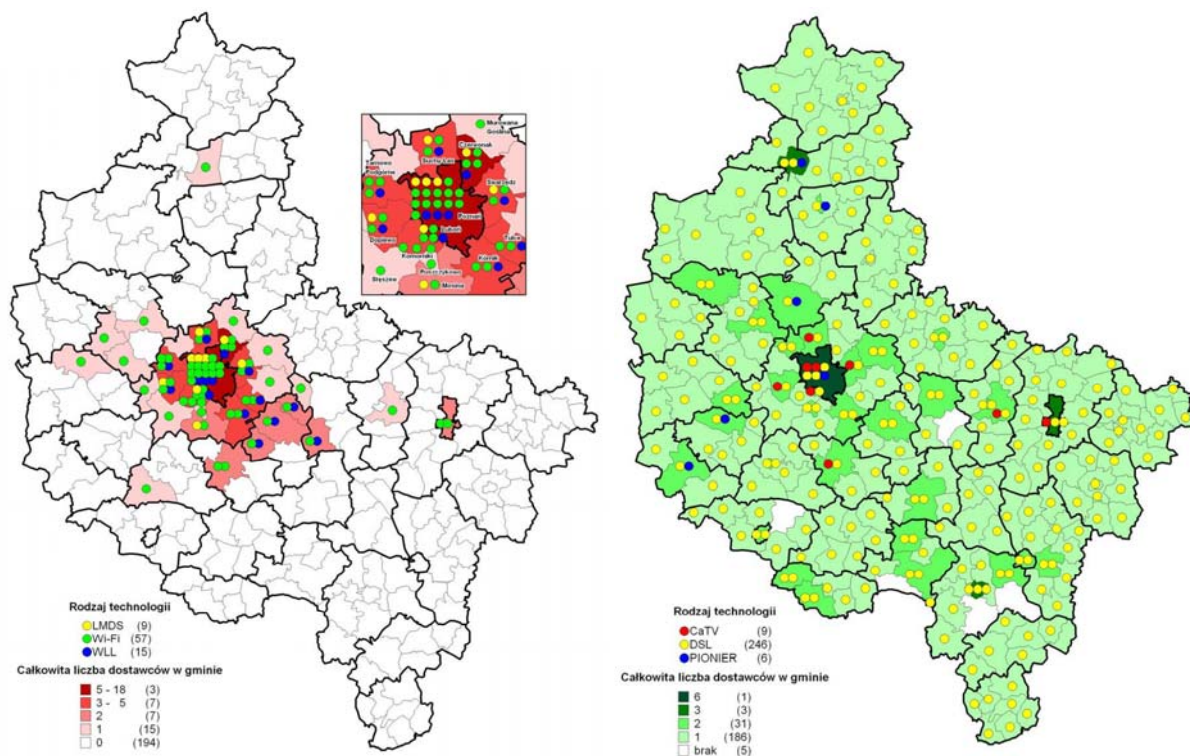 Murowana
Goślina
Czerwonak
Suchy Las
Tarnowo
Podgórne
Swarzędz
Poznań
Luboń
Dopiewo
Tulce
Komorniki
Kórnik
Puszczykowo
Stęszew
Mosina
Rodzaj technologii
LMDS (9)
Wi-Fi (57)
WLL (15)
Całkowita liczba dostawców w gminie
5 - 18 (3)
3 - 5 (7)
2 (7)
1 (15)
0 (194)
Rodzaj technologii
CaTV (9)
DSL (246)
PIONIER (6)
Całkowita liczba dostawców w gminie
6 (1)
3 (3)
2 (31)
1 (186)
brak (5)